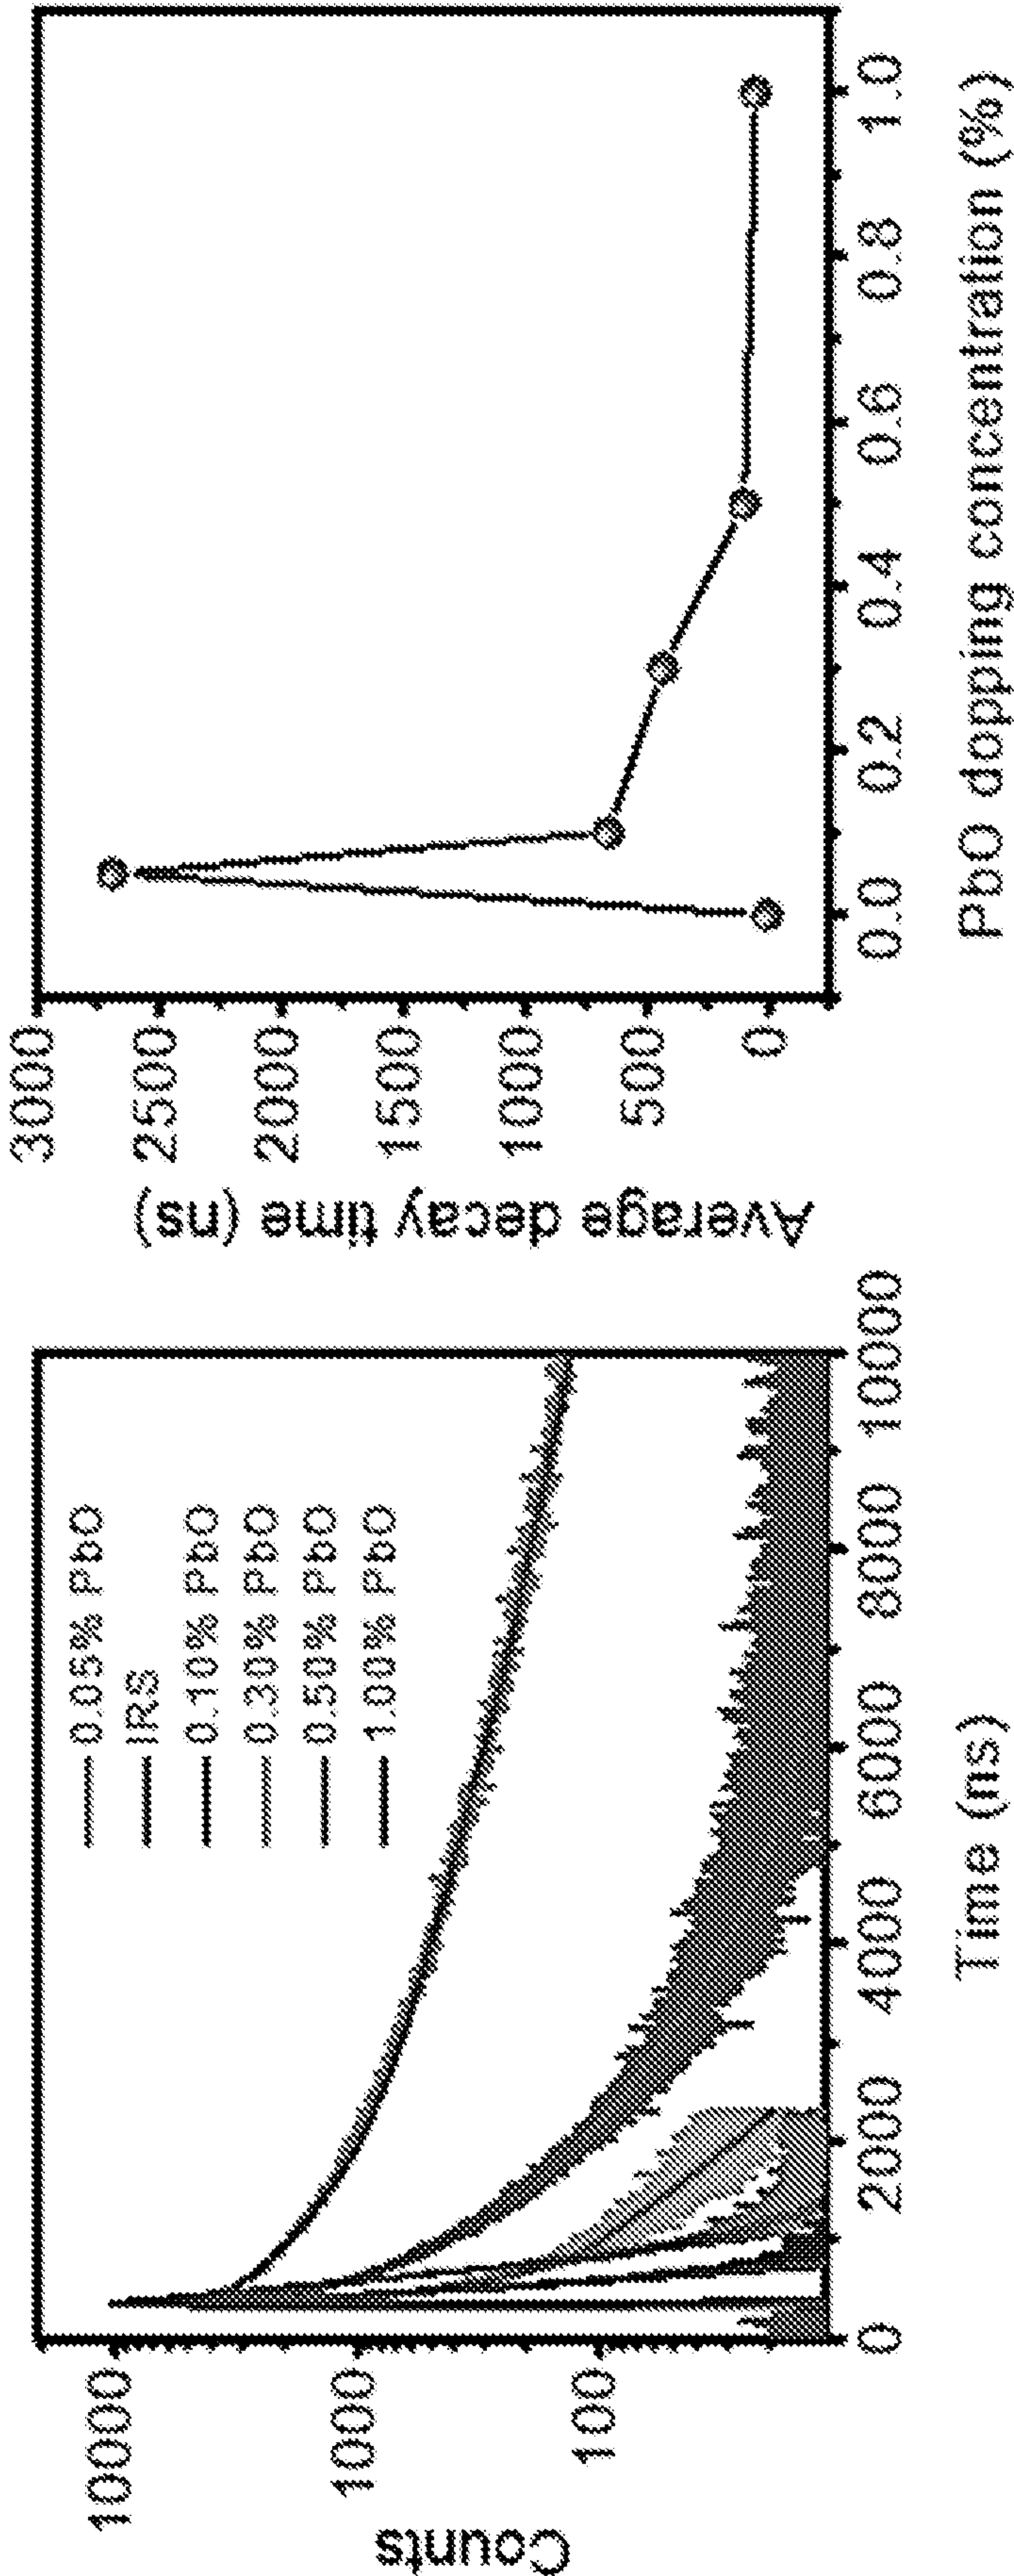 Counts
10000
1000
100
0.05% PbO
IRS
0.10% PbO
0.30% PbO
0.50% PbO
1.00% PbO
0 2000 4000 6000 8000 10000
Time (ns)
Average decay time (ns)
3000
2500
2000
1500
1000
500
0
0.0 0.2 0.4 0.6 0.8 1.0
PbO dopping concentration (%)